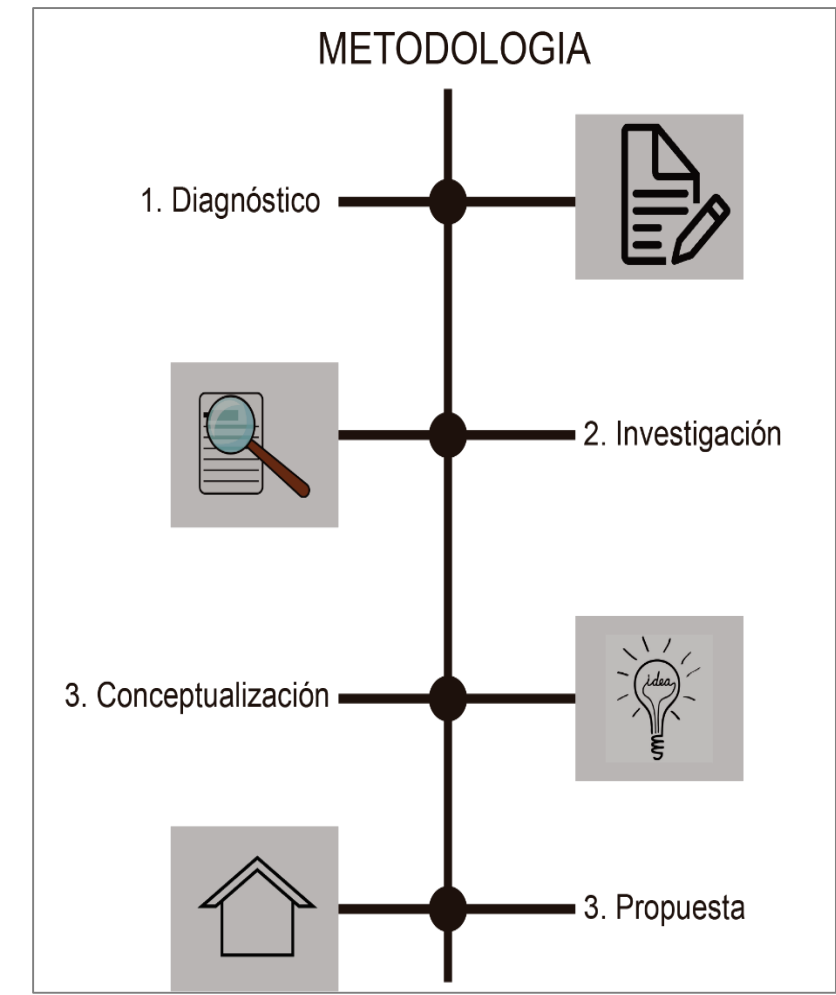 METODOLOGIA
1. Diagnóstico
2. Investigación
3. Conceptualización
idea
3. Propuesta